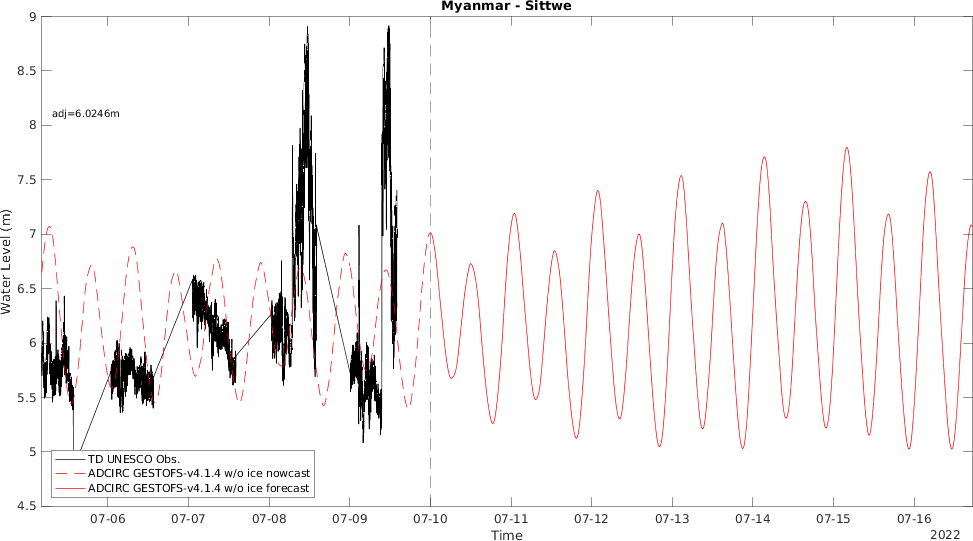 Myanmar - Sittwe
9
8.5
adj=6.0246m
8
7.5
7
Water Level (m)
6.5
6
5.5
5
4.5
TD UNESCO Obs.
ADCIRC GESTOFS-v4.1.4 w/o ice nowcast
ADCIRC GESTOFS-v4.1.4 w/o ice forecast
07-06 07-07 07-08 07-09 07-10 07-11 07-12 07-13 07-14 07-15 07-16
Time
2022